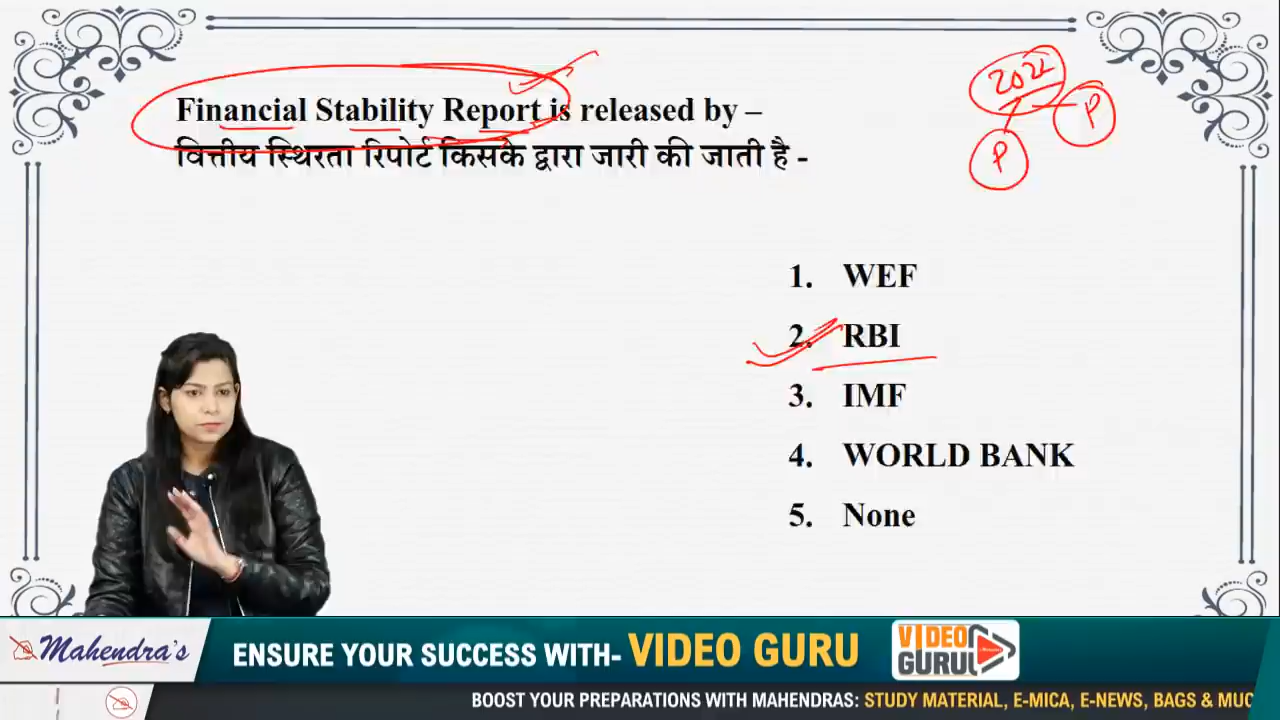 Financial Stability Report is released by –
वित्तीय स्थिरता रिपोर्ट किसके द्वारा जारी की जाती है -
P
P
1. WEF
2. RBI
3. IMF
4. WORLD BANK
5. None
Mahendra's
ENSURE YOUR SUCCESS WITH- VIDEO GURU
VIDEO
GURU
BOOST YOUR PREPARATIONS WITH MAHENDRAS: STUDY MATERIAL, E-MICA, E-NEWS, BAGS & MUG